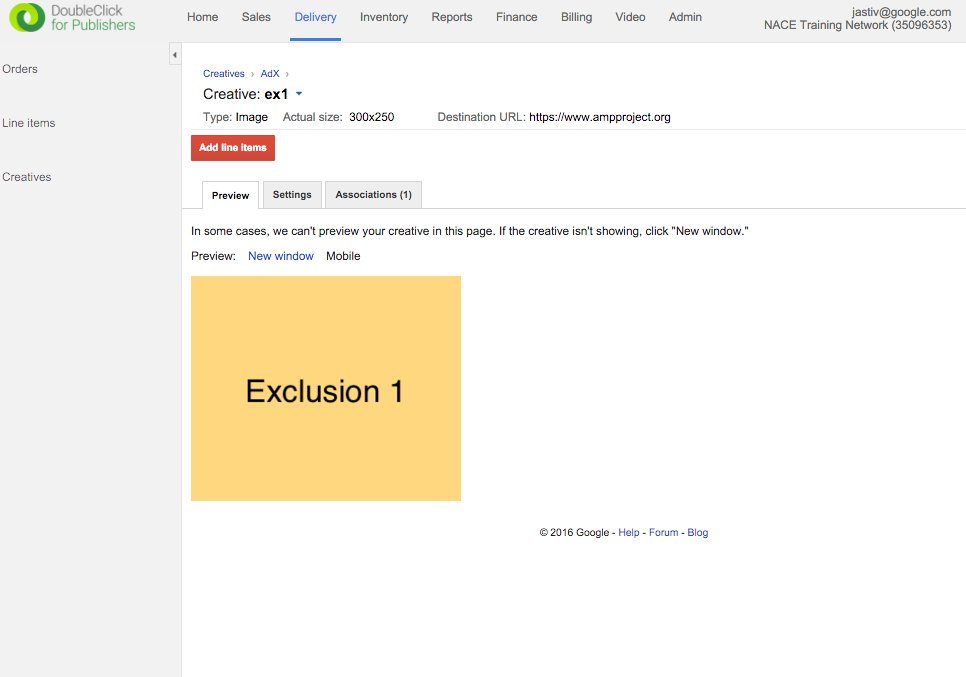 DoubleClick
for Publishers
Home Sales Delivery Inventory Reports Finance Billing Video Admin
jastiv@google.com
NACE Training Network (35096353)
Orders
Line items
Creatives
Creatives › AdX ›
Creative: ex1
Type: Image Actual size: 300x250 Destination URL: https://www.ampproject.org
Add line items
Preview Settings Associations (1)
In some cases, we can't preview your creative in this page. If the creative isn't showing, click "New window."
Preview: New window Mobile
Exclusion 1
© 2016 Google - Help - Forum - Blog